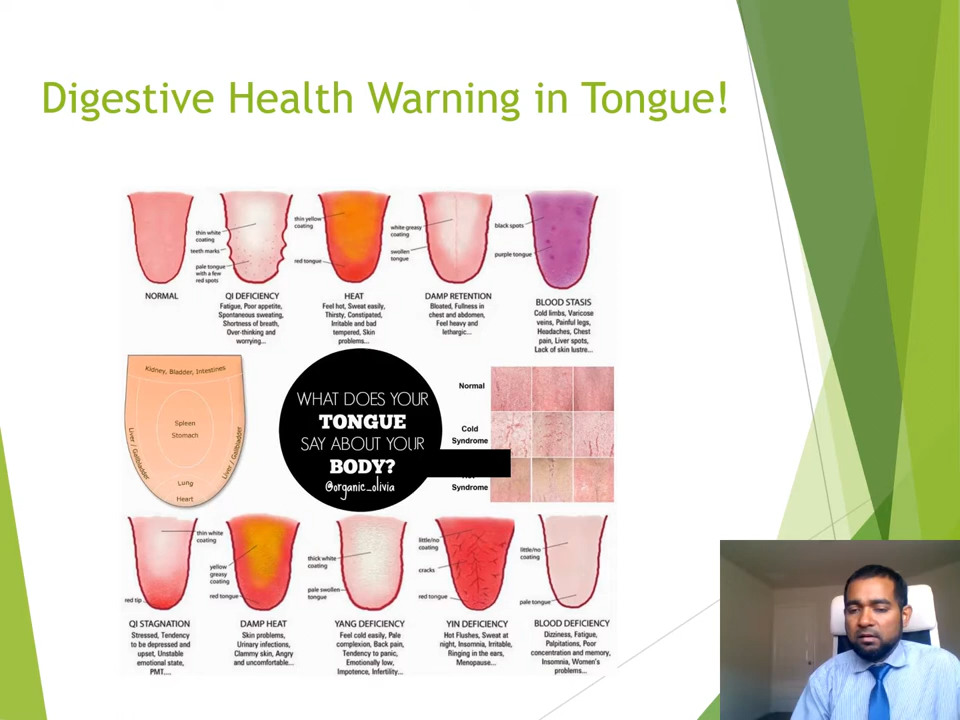 Digestive Health Warning in Tongue!
thin white
coating
teeth marks
pale tongue
with a few
red spots
thin yellow
coating
red tongue
white greasy
coating
swollen
tongue
black spots
purple tongue
NORMAL
QI DEFICIENCY
Fatigue, Poor appetite,
Spontaneous sweating,
Shortness of breath,
Over-thinking and
worrying...
HEAT
Feel hot, Sweat easily,
Thirsty, Constipated,
Irritable and bad
tempered, Skin
problems...
DAMP RETENTION
Bloated, Fullness in
chest and abdomen,
Feel heavy and
lethargic...
BLOOD STASIS
Cold limbs, Varicose
veins, Painful legs,
Headaches, Chest
pain, Liver spots,
Lack of skin lustre...
Kidney, Bladder, Intestines
Spleen
Stomach
Liver / Gallbladder
Liver / Gallbladder
Lung
Heart
WHAT DOES YOUR
TONGUE
SAY ABOUT YOUR
BODY?
@organic_olivia
Normal
Cold
Syndrome
Syndrome
thin white
coating
red tip
yellow
greasy
coating
red tongue
thick white
coating
pale swollen
tongue
little/no
coating
cracks
red tongue
little/no
coating
pale tongue
QI STAGNATION
Stressed, Tendency
to be depressed and
upset, Unstable
emotional state,
PMT....
DAMP HEAT
Skin problems,
Urinary infections,
Clammy skin, Angry
and uncomfortable...
YANG DEFICIENCY
Feel cold easily, Pale
complexion, Back pain,
Tendency to panic,
Emotionally low,
Impotence, Infertility...
YIN DEFICIENCY
Hot Flushes, Sweat at
night, Insomnia, Irritable,
Ringing in the ears,
Menopause...
BLOOD DEFICIENCY
Dizziness, Fatigue,
Palpitations, Poor
concentration and memory,
Insomnia, Women's
problems...